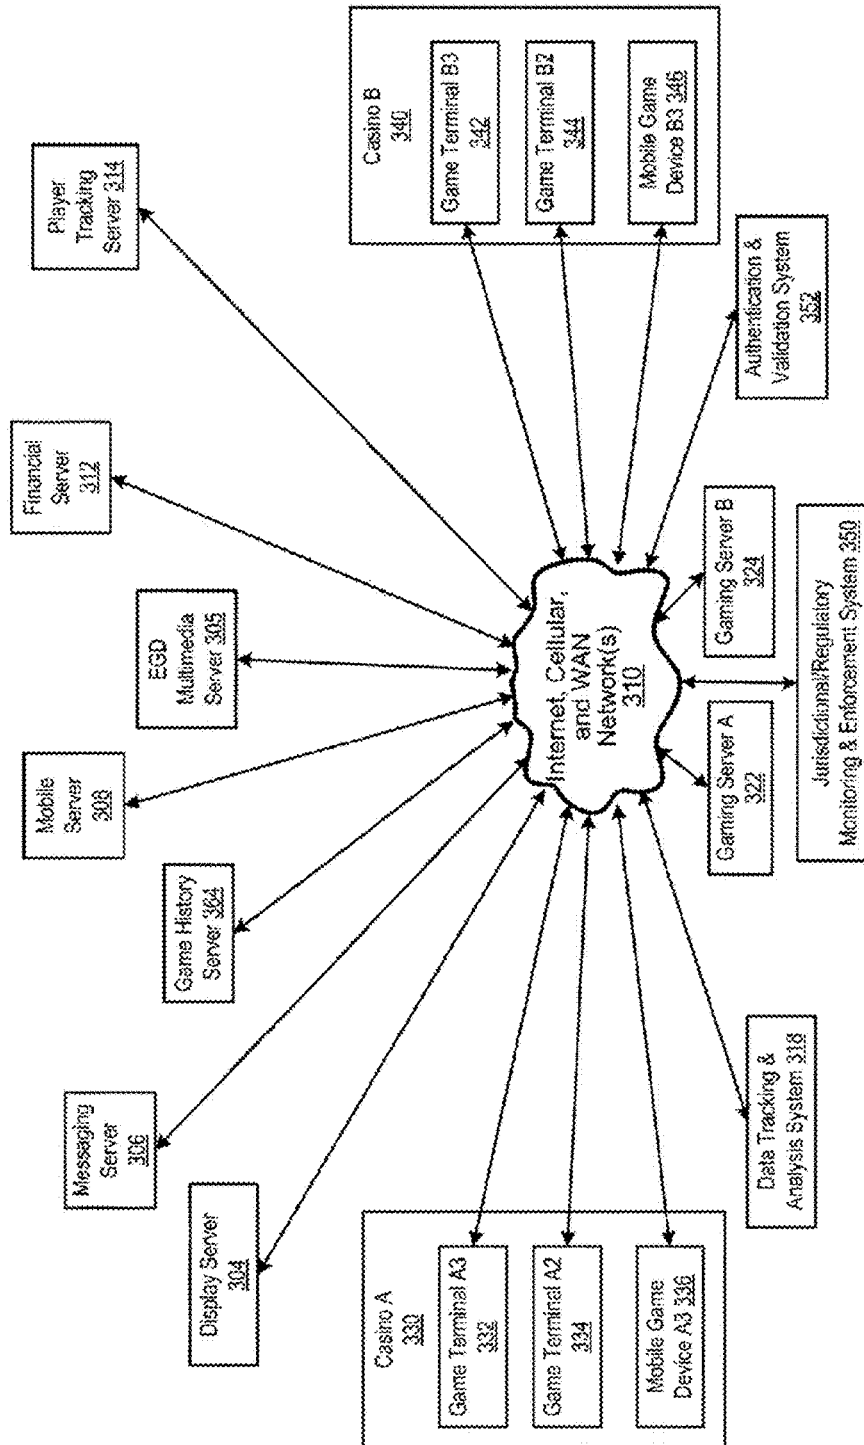 Messaging
Server
306
Display Server
304
Game History
Server 364
Mobile
Server
308
EGD
Multimedia
Server 305
Financial
Server
312
Player
Tracking
Server 314
Casino A
330
Game Terminal A3
332
Game Terminal A2
334
Mobile Game
Device A3 336
Internet, Cellular,
and WAN
Network(s)
310
Casino B
340
Game Terminal B3
342
Game Terminal B2
344
Mobile Game
Device B3 346
Data Tracking &
Analysis System 318
Gaming Server A
322
Gaming Server B
324
Authentication &
Validation System
352
Jurisdictional/Regulatory
Monitoring & Enforcement System 350